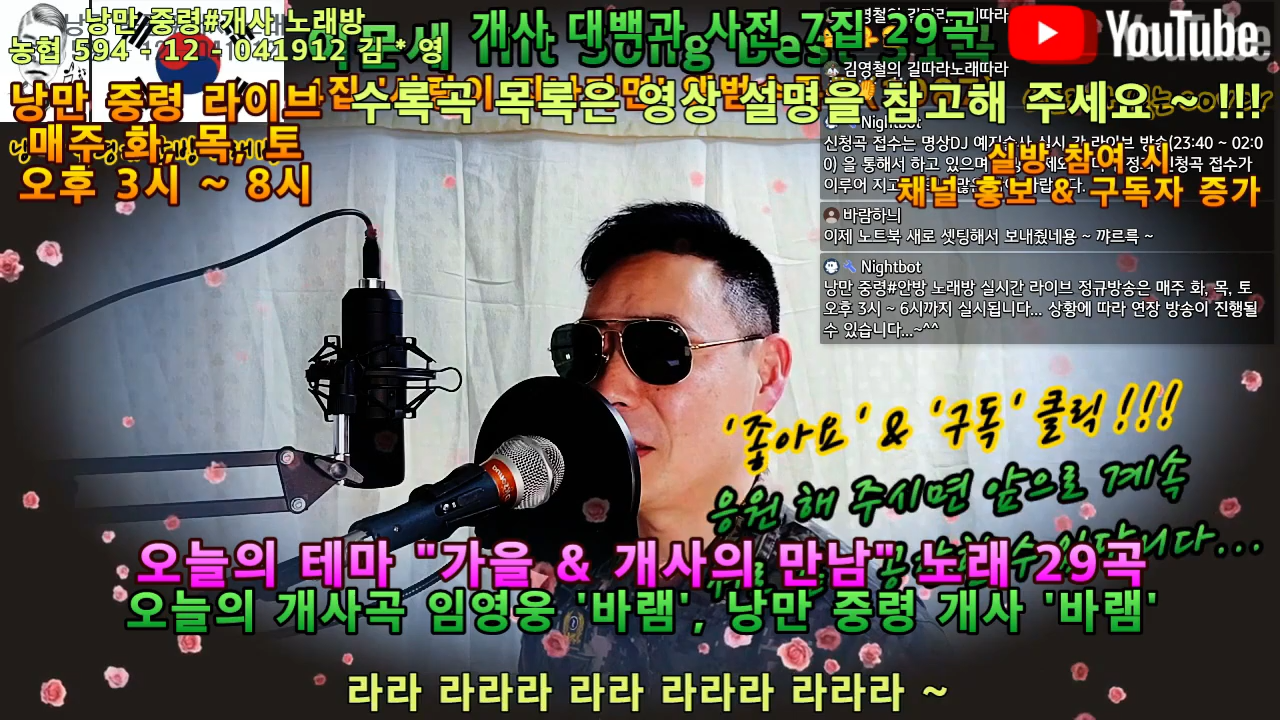 낭만 중령#개사 노래방
농협 594 - 12 - 041912 김 * 영
개사 대백과 사전 7집 29곡
YouTube
낭만 중령 라이브
매주 화, 목, 토
오후 3시 ~ 8시
수록곡 목록은 영상 설명을 참고해 주세요 ~ !!!
김영철의 길따라노래따라
Nightbot
신청곡 접수는 명상DJ
라이브 방송(23:40 ~ 02:0
0) 을 통해서 하고 있으며
신청곡 접수가
이루어 지고
실방 참여 시
채널 홍보 & 구독자 증가
바람하늬
이제 노트북 새로 셋팅해서 보내줬네용 ~ 꺄르륵 ~
Nightbot
낭만 중령#안방 노래방 실시간 라이브 정규방송은 매주 화, 목, 토
오후 3시 ~ 6시까지 실시됩니다... 상황에 따라 연장 방송이 진행될
수 있습니다...~^^
'좋아요' & '구독' 클릭 !!!
응원 해 주시면 앞으로 계속
오늘의 테마 "가을 & 개사의 만남" 노래 29곡
오늘의 개사곡 임영웅 '바램', 낭만 중령 개사 '바램'
라라 라라라 라라 라라라 라라라 ~